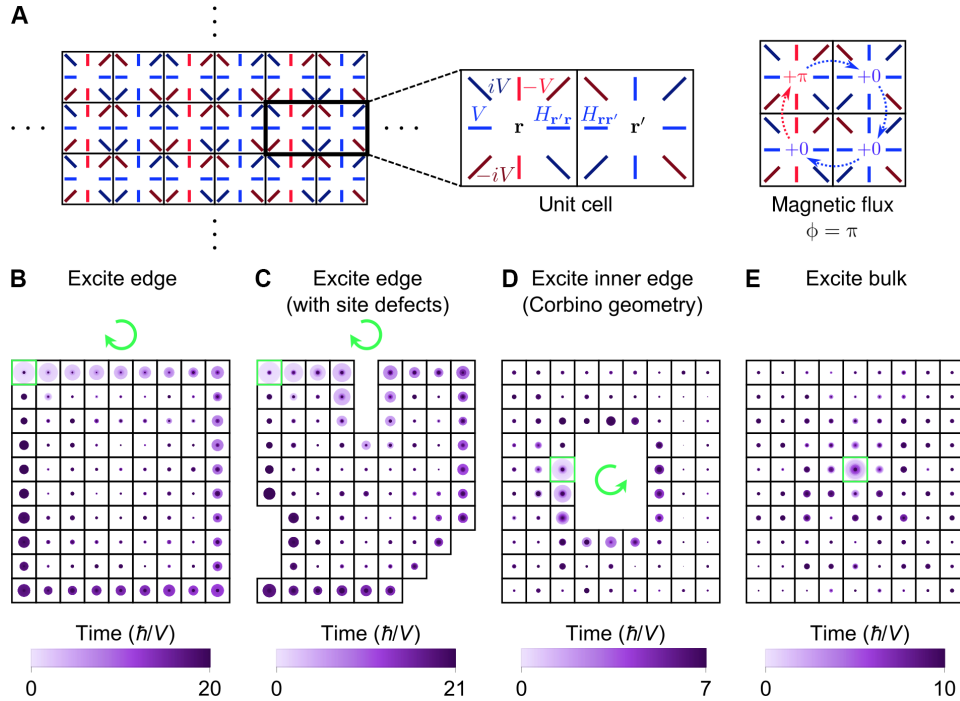 A
iV
−V
V
r
H_{r′r}
H_{rr′}
r′
−iV
Unit cell
+π
+0
+0
+0
Magnetic flux
ϕ = π
B
Excite edge
C
Excite edge
(with site defects)
D
Excite inner edge
(Corbino geometry)
E
Excite bulk
Time (ħ/V)
0
20
Time (ħ/V)
0
21
Time (ħ/V)
0
7
Time (ħ/V)
0
10